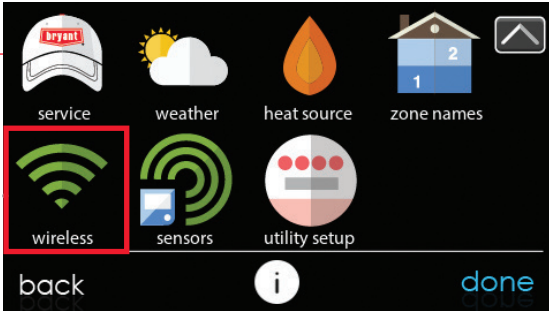 bryant
service
weather
heat source
2
1
zone names
wireless
sensors
utility setup
back
i
done